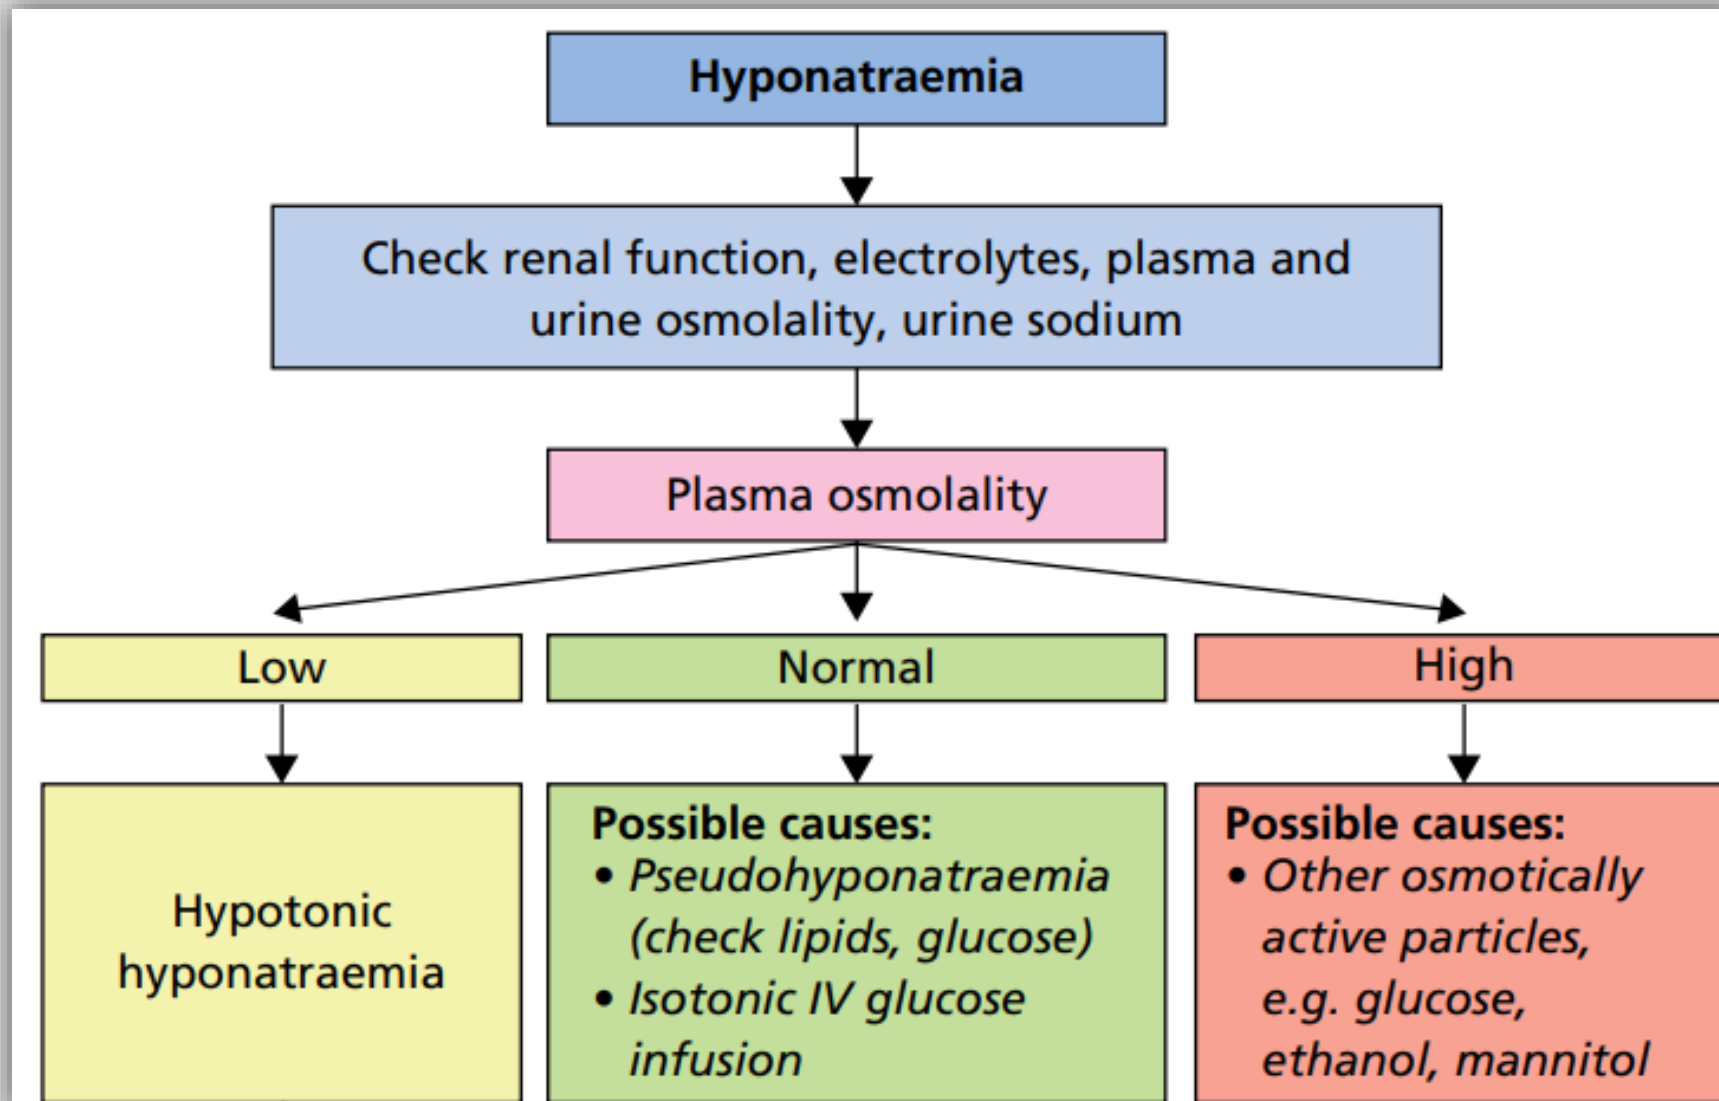 Hyponatraemia
Check renal function, electrolytes, plasma and
urine osmolality, urine sodium
Plasma osmolality
Low
Normal
High
Hypotonic
hyponatraemia
Possible causes:
• Pseudohyponatraemia
(check lipids, glucose)
• Isotonic IV glucose
infusion
Possible causes:
• Other osmotically
active particles,
e.g. glucose,
ethanol, mannitol